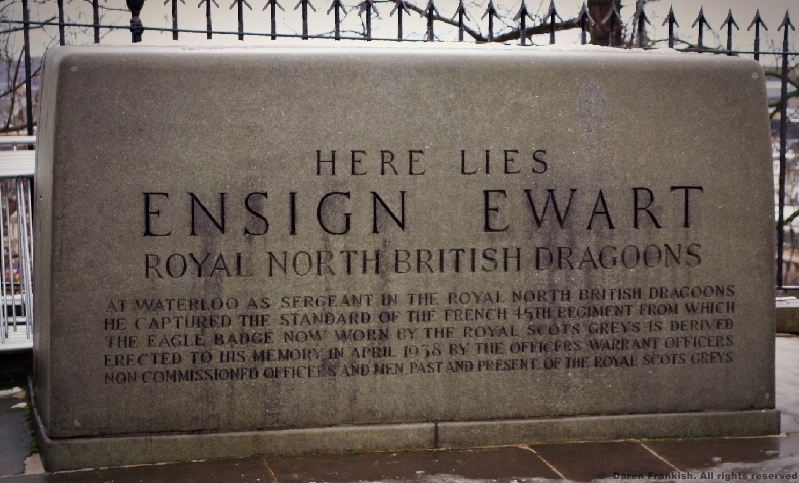 HERE LIES
ENSIGN EWART
ROYAL NORTH BRITISH DRAGOONS
AT WATERLOO AS SERGEANT IN THE ROYAL NORTH BRITISH DRAGOONS
HE CAPTURED THE STANDARD OF THE FRENCH 45TH REGIMENT FROM WHICH
THE EAGLE BADGE NOW WORN BY THE ROYAL SCOTS GREYS IS DERIVED
ERECTED TO HIS MEMORY IN APRIL 1938 BY THE OFFICERS WARRANT OFFICERS
NON COMMISSIONED OFFICERS AND MEN, PAST AND PRESENT, OF THE ROYAL SCOTS GREYS
© Daren Frankish. All rights reserved